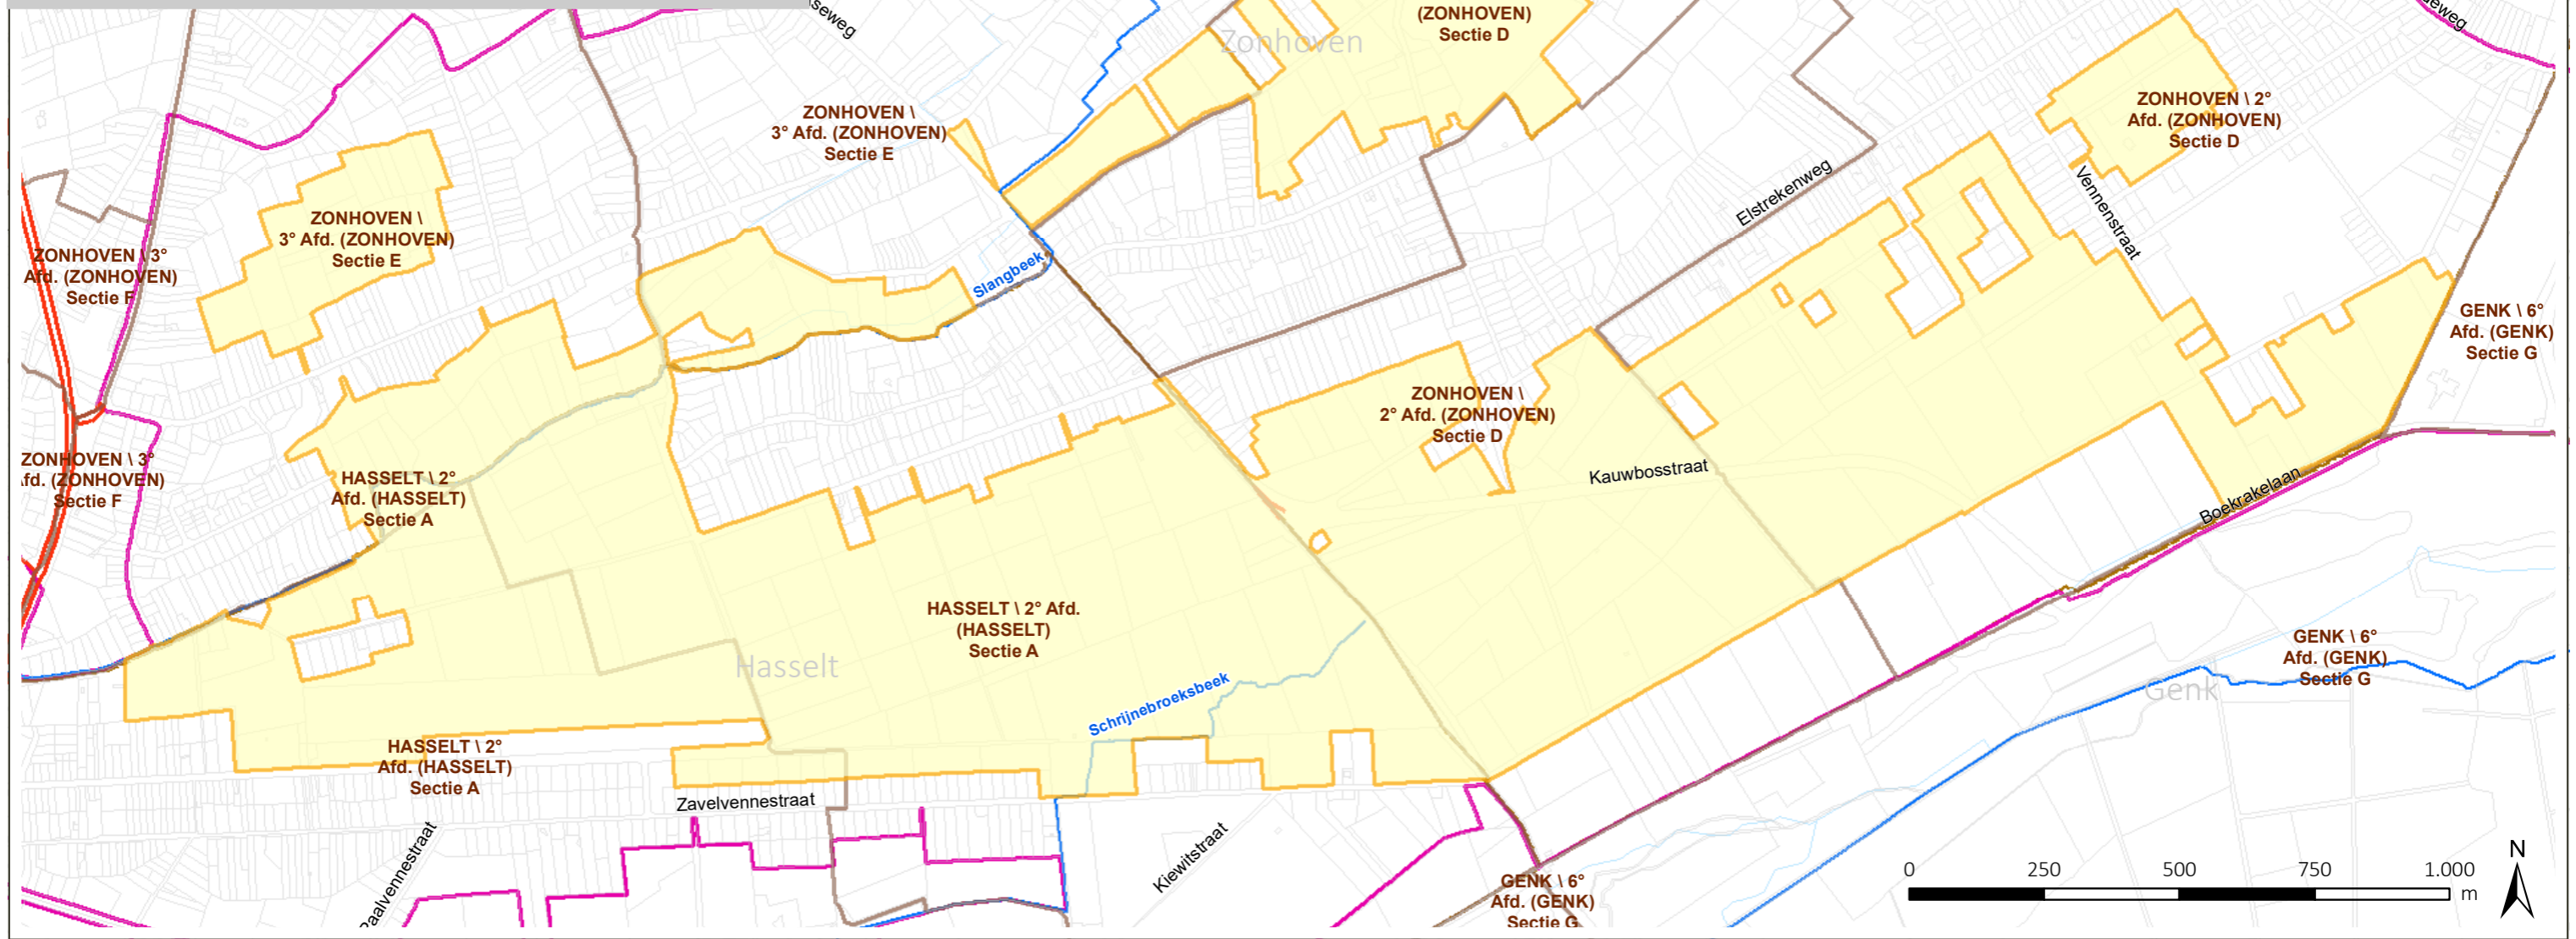 (ZONHOVEN)
Sectie D
Zonhoven
ZONHOVEN \
3° Afd. (ZONHOVEN)
Sectie E
ZONHOVEN \ 2°
Afd. (ZONHOVEN)
Sectie D
Elstrekenweg
Vennenstraat
ZONHOVEN \
3° Afd. (ZONHOVEN)
Sectie E
ZONHOVEN \ 3°
Afd. (ZONHOVEN)
Sectie F
Slangbeek
GENK \ 6°
Afd. (GENK)
Sectie G
ZONHOVEN \
2° Afd. (ZONHOVEN)
Sectie D
ZONHOVEN \ 3°
Afd. (ZONHOVEN)
Sectie F
HASSELT \ 2°
Afd. (HASSELT)
Sectie A
Kauwbosstraat
Boekrakelaan
HASSELT \ 2° Afd.
(HASSELT)
Sectie A
Hasselt
Schrijnebroeksbeek
GENK \ 6°
Afd. (GENK)
Sectie G
Genk
HASSELT \ 2°
Afd. (HASSELT)
Sectie A
Zavelvennestraat
Paalvennestraat
Kiewitstraat
GENK \ 6°
Afd. (GENK)
Sectie G
0 250 500 750 1.000
m
N